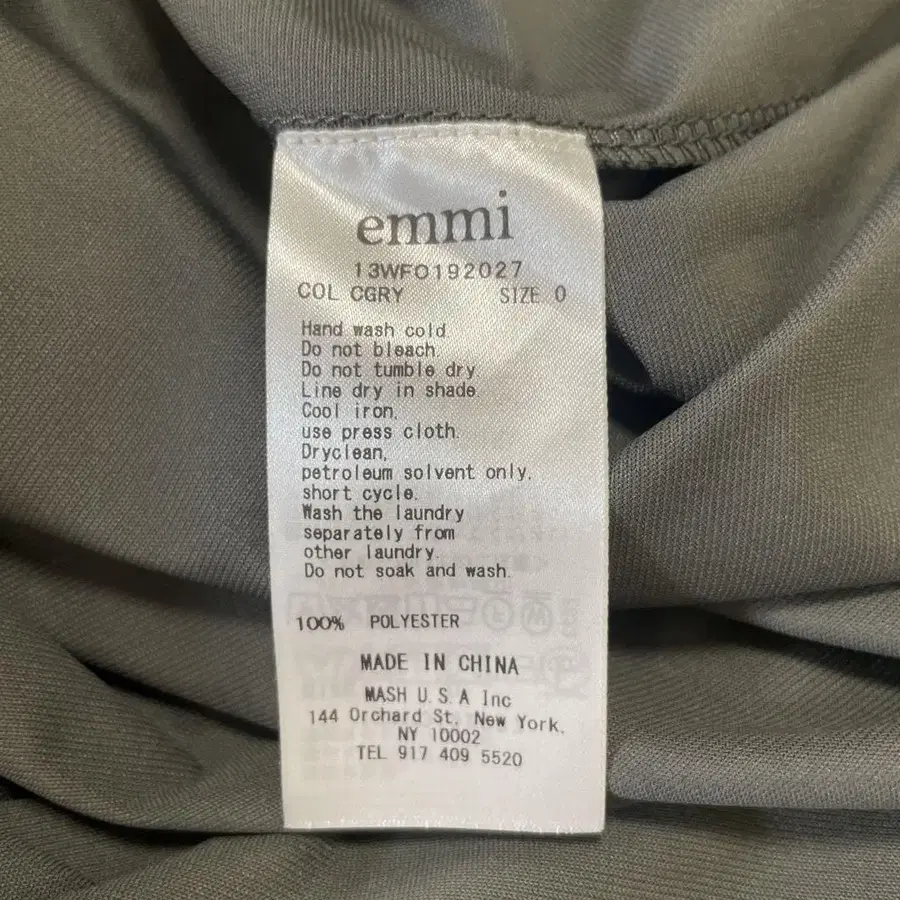 emmi
13WFO192027
COL CGRY SIZE 0
Hand wash cold
Do not bleach.
Do not tumble dry.
Line dry in shade.
Cool iron,
use press cloth.
Dryclean,
petroleum solvent only,
short cycle.
Wash the laundry
separately from
other laundry.
Do not soak and wash.
100% POLYESTER
MADE IN CHINA
MASH U.S.A Inc
144 Orchard St, New York,
NY 10002
TEL 917 409 5520